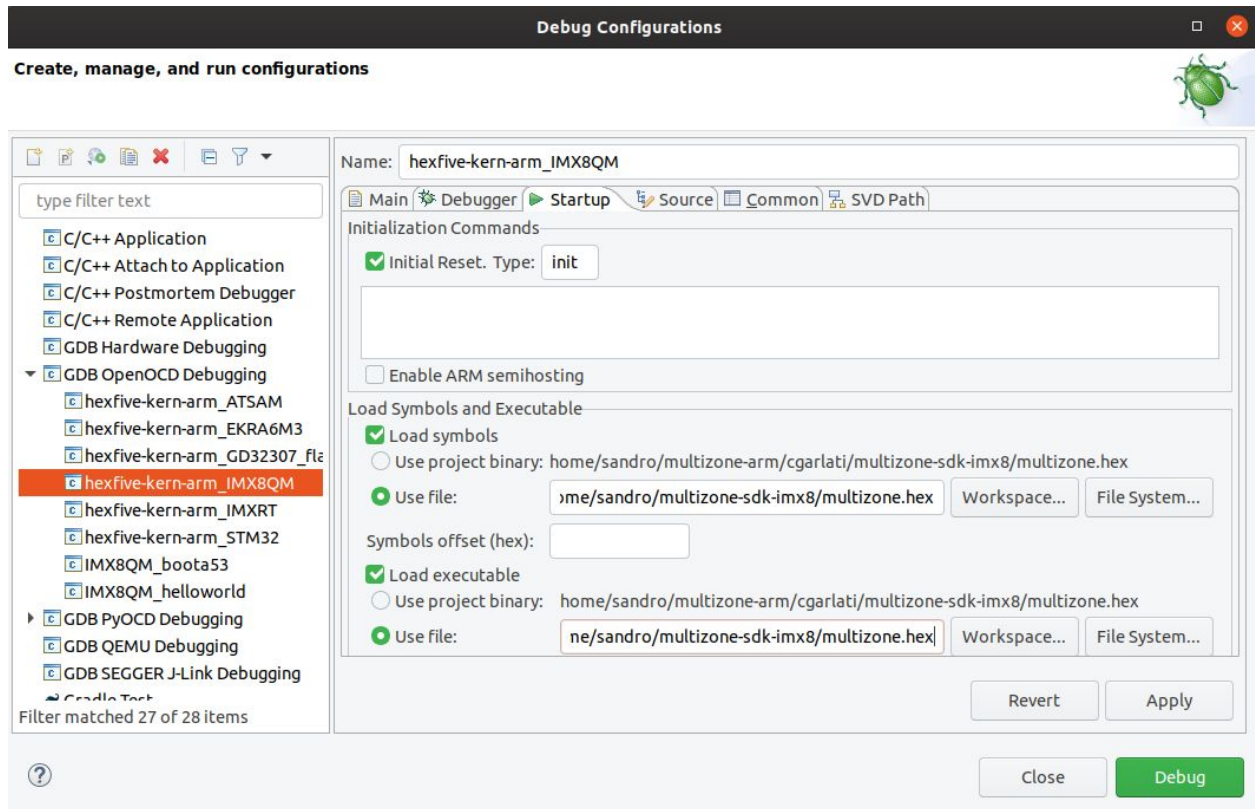 Debug Configurations
Create, manage, and run configurations
type filter text
C/C++ Application
C/C++ Attach to Application
C/C++ Postmortem Debugger
C/C++ Remote Application
GDB Hardware Debugging
GDB OpenOCD Debugging
hexfive-kern-arm_ATSAM
hexfive-kern-arm_EKRA6M3
hexfive-kern-arm_GD32307_fla
hexfive-kern-arm_IMX8QM
hexfive-kern-arm_IMXRT
hexfive-kern-arm_STM32
IMX8QM_boota53
IMX8QM_helloworld
GDB PyOCD Debugging
GDB QEMU Debugging
GDB SEGGER J-Link Debugging
Gradle Test
Filter matched 27 of 28 items
Name: hexfive-kern-arm_IMX8QM
Main Debugger Startup Source Common SVD Path
Initialization Commands
Initial Reset. Type: init
Enable ARM semihosting
Load Symbols and Executable
Load symbols
Use project binary: home/sandro/multizone-arm/cgarlati/multizone-sdk-imx8/multizone.hex
Use file: ome/sandro/multizone-sdk-imx8/multizone.hex Workspace... File System...
Symbols offset (hex):
Load executable
Use project binary: home/sandro/multizone-arm/cgarlati/multizone-sdk-imx8/multizone.hex
Use file: ne/sandro/multizone-sdk-imx8/multizone.hex Workspace... File System...
Revert Apply
Close Debug